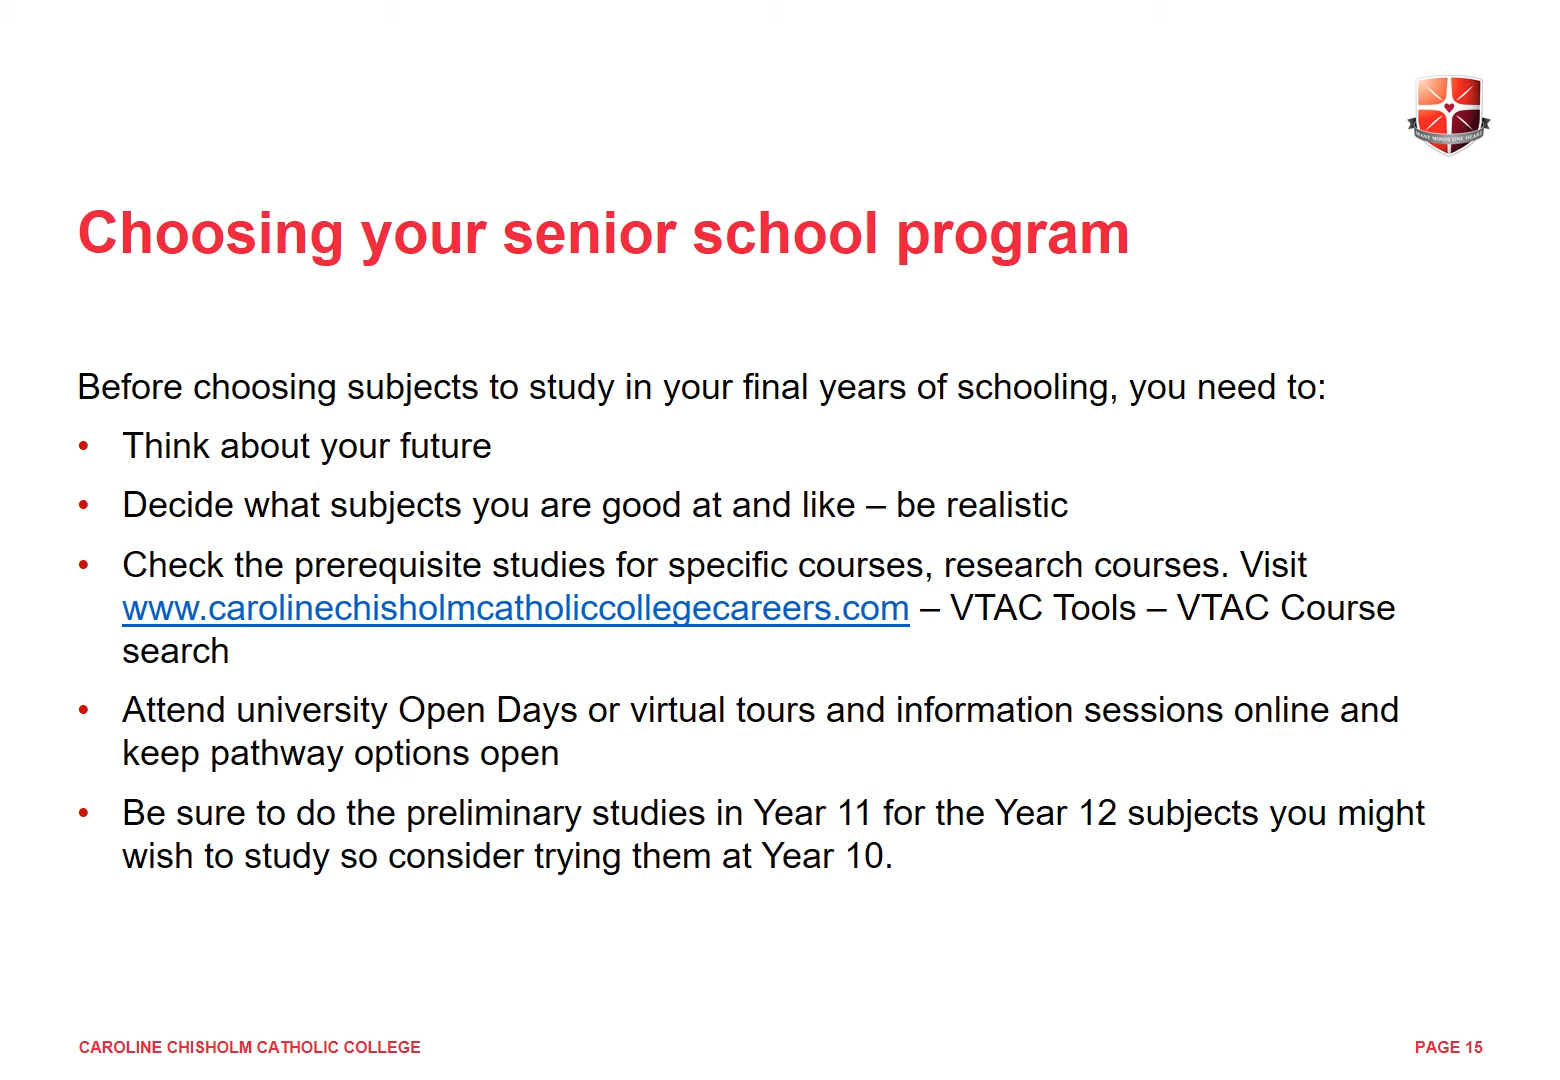 MANY MINDS ONE HEART
Choosing your senior school program
Before choosing subjects to study in your final years of schooling, you need to:
• Think about your future
• Decide what subjects you are good at and like – be realistic
• Check the prerequisite studies for specific courses, research courses. Visit
www.carolinechisholmcatholiccollegecareers.com – VTAC Tools – VTAC Course
search
• Attend university Open Days or virtual tours and information sessions online and
keep pathway options open
• Be sure to do the preliminary studies in Year 11 for the Year 12 subjects you might
wish to study so consider trying them at Year 10.
CAROLINE CHISHOLM CATHOLIC COLLEGE
PAGE 15